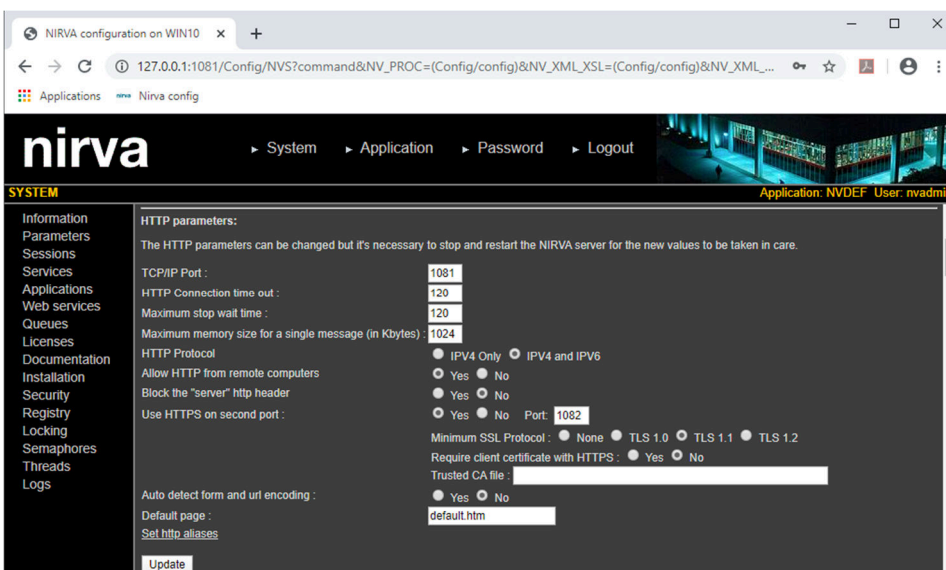 NIRVA configuration on WIN10
127.0.0.1:1081/Config/NVS?command&NV_PROC=(Config/config)&NV_XML_XSL=(Config/config)&NV_XML_...
Applications nirva Nirva config
nirva
System Application Password Logout
SYSTEM Application: NVDEF User: nvadmi
Information
Parameters
Sessions
Services
Applications
Web services
Queues
Licenses
Documentation
Installation
Security
Registry
Locking
Semaphores
Threads
Logs
HTTP parameters:
The HTTP parameters can be changed but it's necessary to stop and restart the NIRVA server for the new values to be taken in care.
TCP/IP Port : 1081
HTTP Connection time out : 120
Maximum stop wait time : 120
Maximum memory size for a single message (in Kbytes) : 1024
HTTP Protocol IPV4 Only IPV4 and IPV6
Allow HTTP from remote computers Yes No
Block the "server" http header Yes No
Use HTTPS on second port : Yes No Port: 1082
Minimum SSL Protocol : None TLS 1.0 TLS 1.1 TLS 1.2
Require client certificate with HTTPS : Yes No
Trusted CA file :
Auto detect form and url encoding : Yes No
Default page : default.htm
Set http aliases
Update